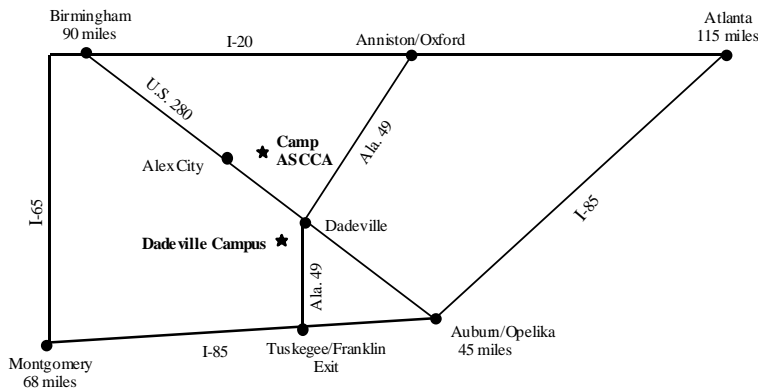 Birmingham
90 miles
I-20
Anniston/Oxford
Atlanta
115 miles
U.S. 280
Camp
ASCCA
Ala. 49
Alex City
I-65
I-85
Dadeville
Dadeville Campus
Ala. 49
Auburn/Opelika
45 miles
I-85
Tuskegee/Franklin
Exit
Montgomery
68 miles